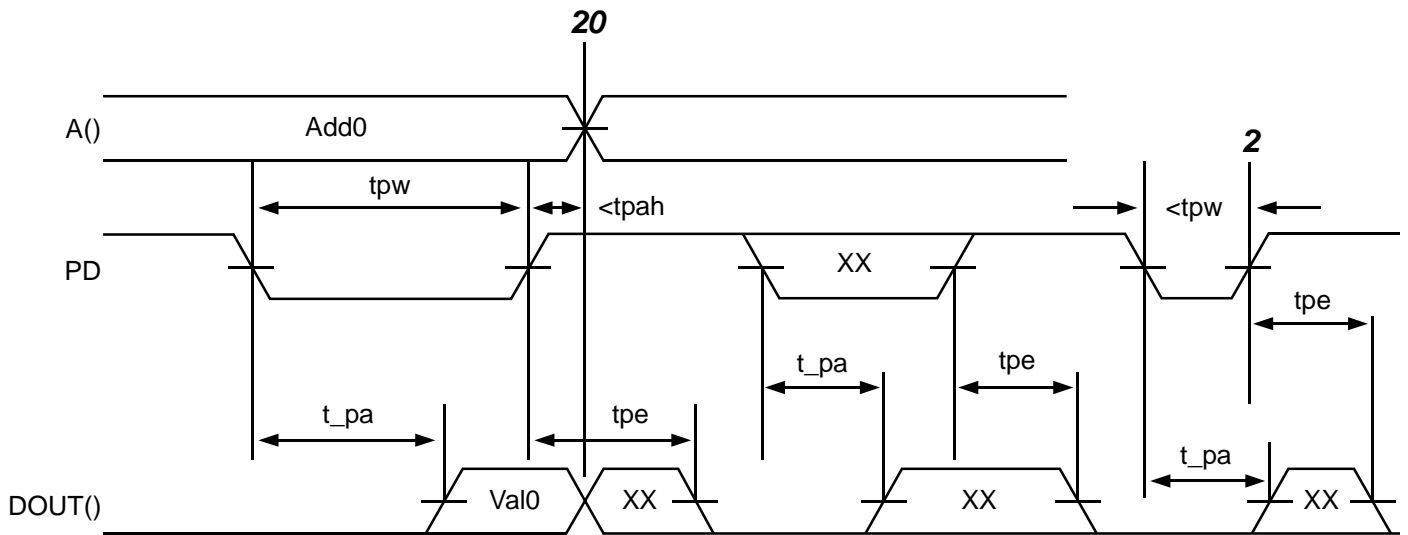 20
A()
Add0
2
tpw
<tpah
<tpw
PD
XX
tpe
t_pa
tpe
t_pa
tpe
t_pa
DOUT()
Val0
XX
XX
XX